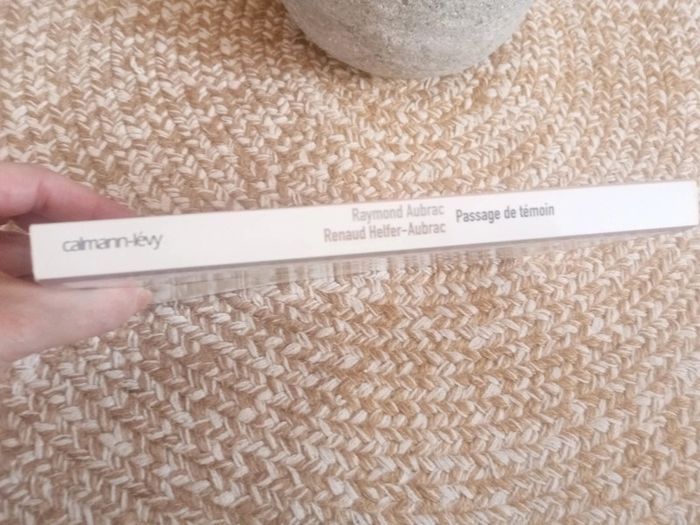 calmann-lévy
Raymond Aubrac
Renaud Helfer-Aubrac
Passage de témoin